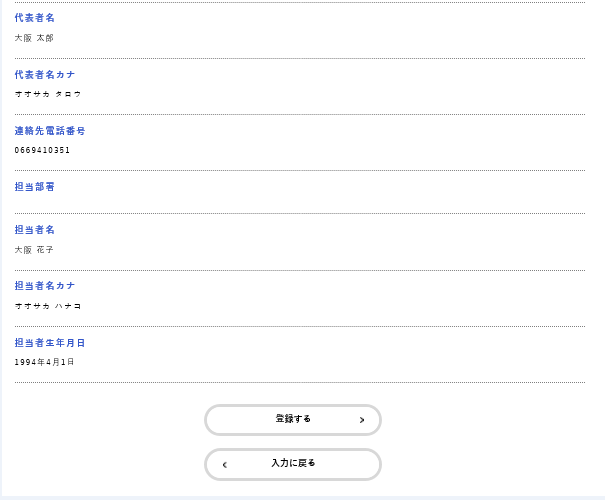 代表者名
大阪 太郎
代表者名カナ
オオサカ タロウ
連絡先電話番号
0669410351
担当部署
担当者名
大阪 花子
担当者名カナ
オオサカ ハナコ
担当者生年月日
1994年4月1日
登録する
入力に戻る